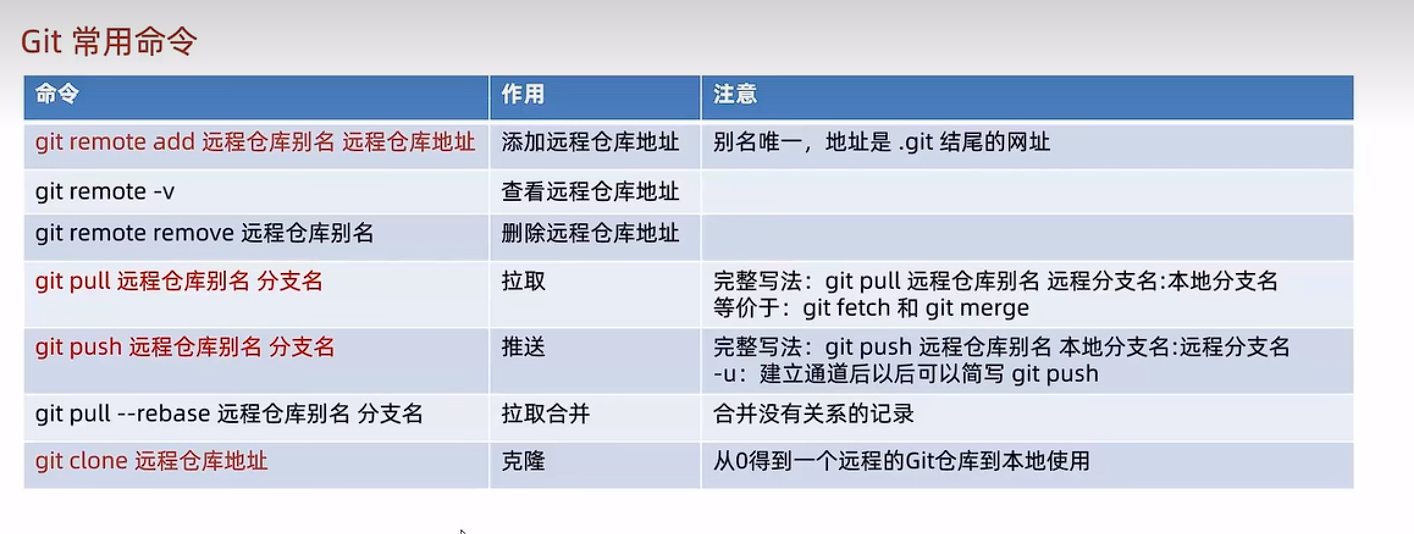 Git 常用命令
命令 作用 注意
git remote add 远程仓库别名 远程仓库地址 添加远程仓库地址 别名唯一，地址是 .git 结尾的网址
git remote -v 查看远程仓库地址
git remote remove 远程仓库别名 删除远程仓库地址
git pull 远程仓库别名 分支名 拉取 完整写法：git pull 远程仓库别名 远程分支名:本地分支名
等价于：git fetch 和 git merge
git push 远程仓库别名 分支名 推送 完整写法：git push 远程仓库别名 本地分支名:远程分支名
-u：建立通道后以后可以简写 git push
git pull --rebase 远程仓库别名 分支名 拉取合并 合并没有关系的记录
git clone 远程仓库地址 克隆 从0得到一个远程的Git仓库到本地使用